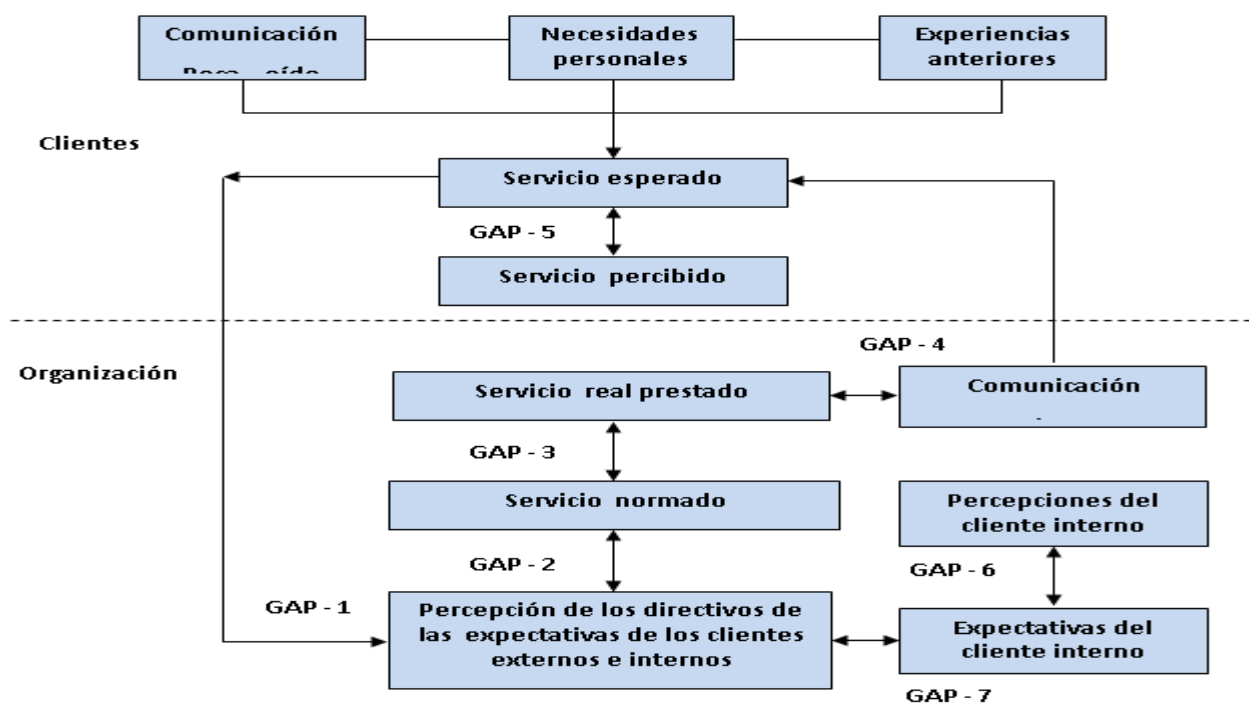 Comunicación
Necesidades
personales
Experiencias
anteriores
Clientes
Servicio esperado
GAP - 5
Servicio percibido
GAP - 4
Organización
Servicio real prestado
Comunicación
GAP - 3
Servicio normado
Percepciones del
cliente interno
GAP - 2
GAP - 6
GAP - 1
Percepción de los directivos de
las expectativas de los clientes
externos e internos
Expectativas del
cliente interno
GAP - 7